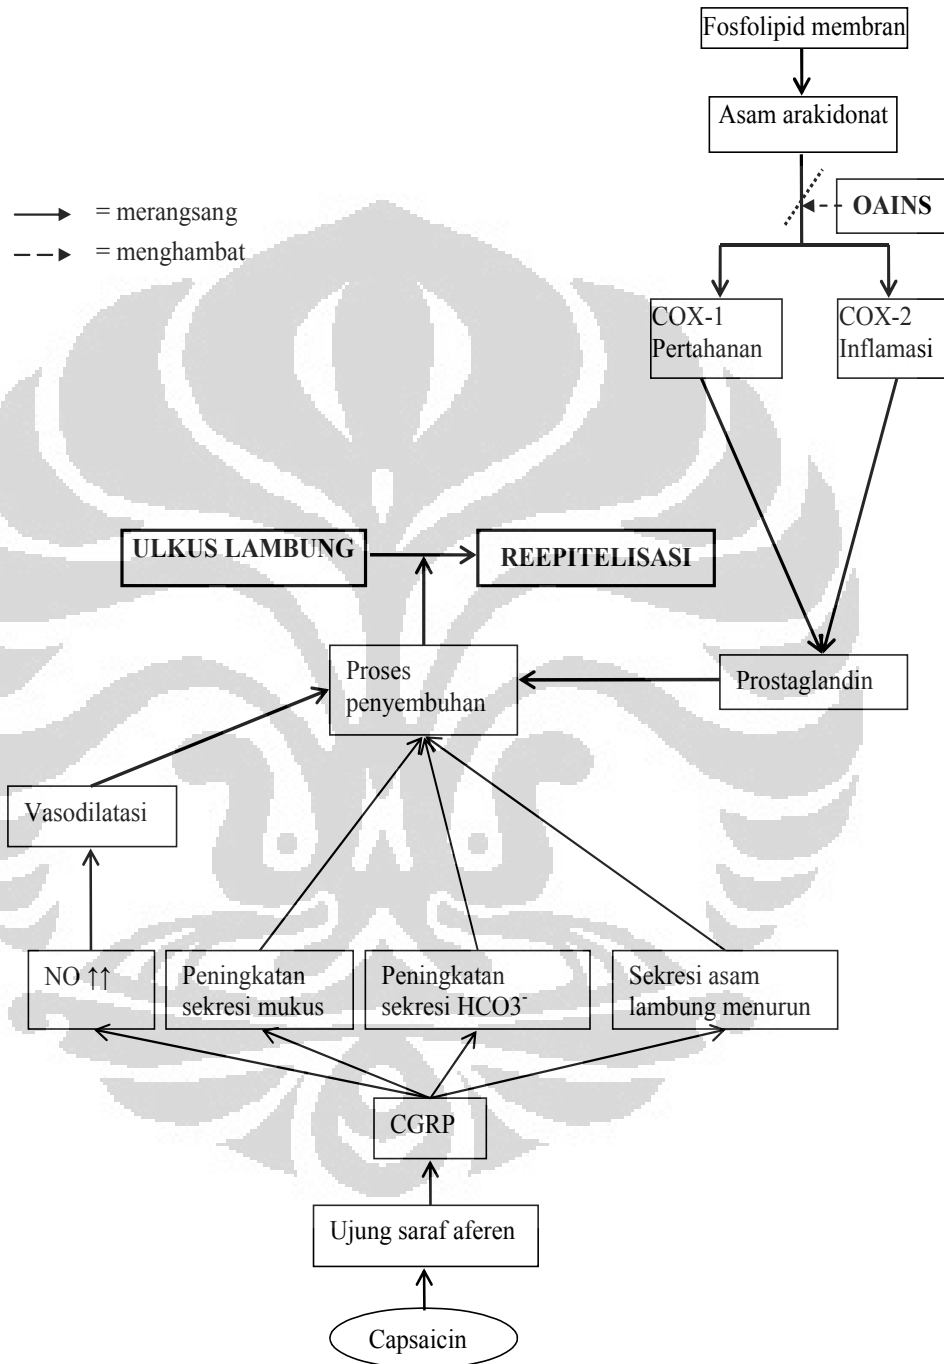 Fosfolipid membran
Asam arakidonat
= merangsang
= menghambat
OAINS
COX-1
Pertahanan
COX-2
Inflamasi
ULKUS LAMBUNG
REEPITELISASI
Proses
penyembuhan
Prostaglandin
Vasodilatasi
NO ↑↑
Peningkatan
sekresi mukus
Peningkatan
sekresi HCO3⁻
Sekresi asam
lambung menurun
CGRP
Ujung saraf aferen
Capsaicin